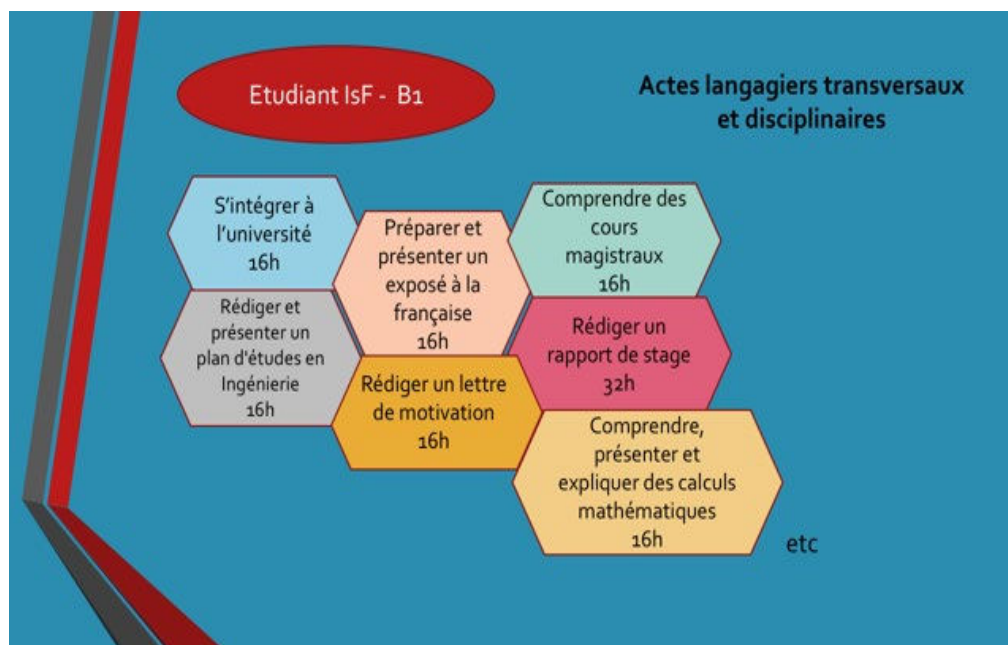 Etudiant IsF - B1
Actes langagiers transversaux
et disciplinaires
S'intégrer à
l'université
16h
Préparer et
présenter un
exposé à la
française
16h
Comprendre des
cours
magistraux
16h
Rédiger et
présenter un
plan d'études en
Ingénierie
16h
Rédiger un lettre
de motivation
16h
Rédiger un
rapport de stage
32h
Comprendre,
présenter et
expliquer des calculs
mathématiques
16h
etc